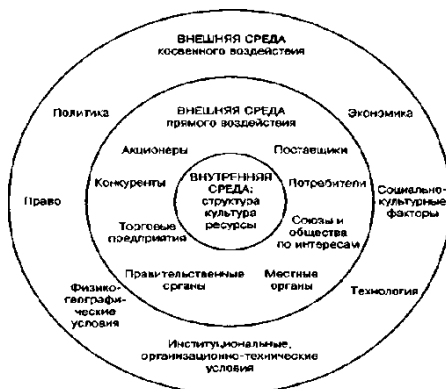 ВНЕШНЯЯ СРЕДА
косвенного воздействия
Политика
Экономика
ВНЕШНЯЯ СРЕДА
прямого воздействия
Акционеры
Поставщики
Конкуренты
ВНУТРЕННЯЯ
СРЕДА:
структура
культура
ресурсы
Потребители
Право
Социально-
культурные
факторы
Торговые
предприятия
Союзы и
общества
по интересам
Правительственные
органы
Местные
органы
Физико-
географи-
ческие
условия
Технология
Институциональные,
организационно-технические
условия